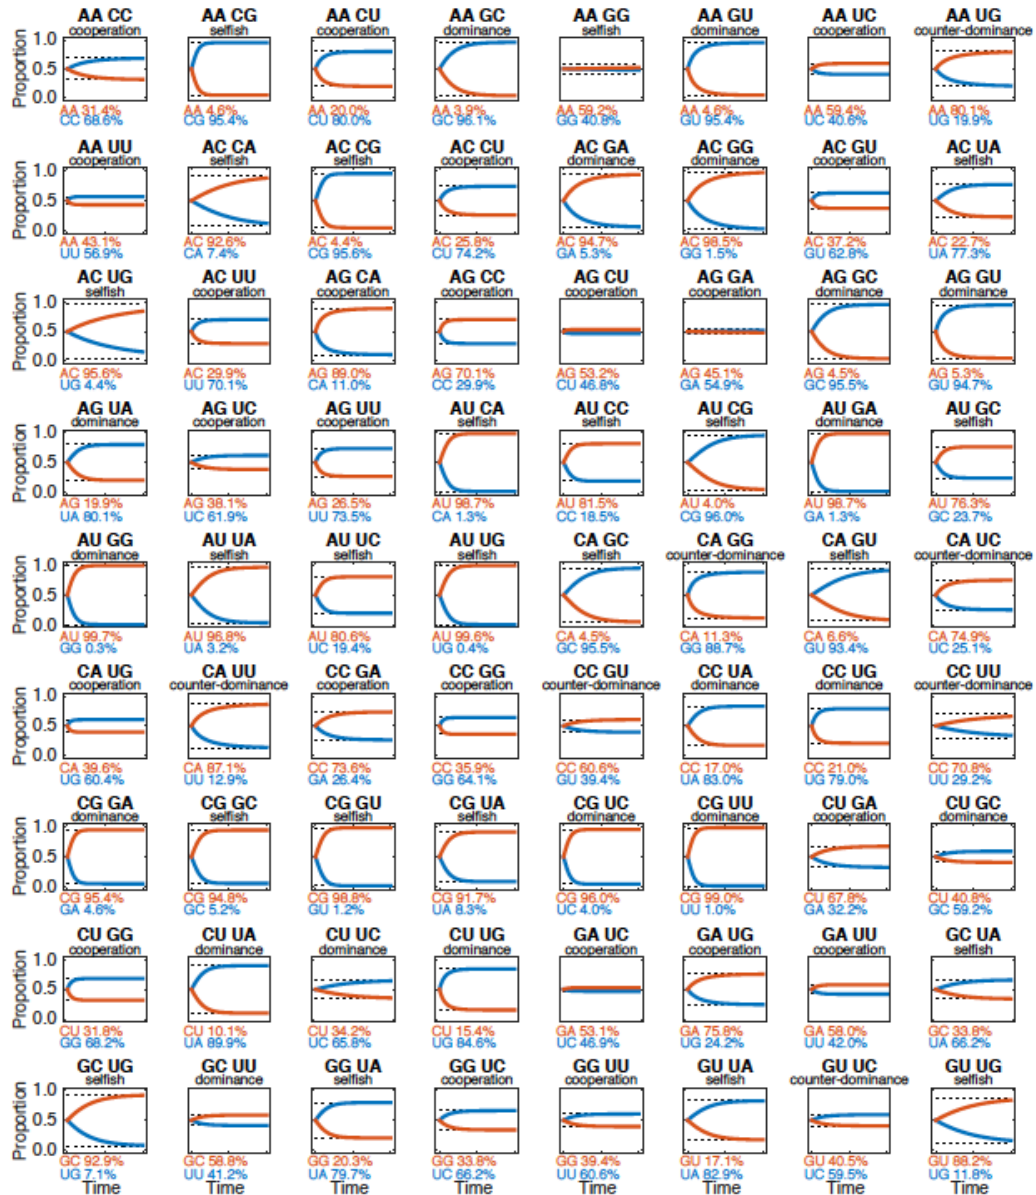 AA CC AA CG AA CU AA GC AA GG AA GU AA UC AA UG
cooperation selfish cooperation dominance selfish dominance cooperation counter-dominance
Proportion
1.0
0.5
0.0
AA 31.4% AA 4.6% AA 20.0% AA 3.9% AA 59.2% AA 4.6% AA 59.4% AA 80.1%
CC 68.6% CG 95.4% CU 80.0% GC 96.1% GG 40.8% GU 95.4% UC 40.6% UG 19.9%
AA UU AC CA AC CG AC CU AC GA AC GG AC GU AC UA
cooperation selfish selfish cooperation dominance dominance cooperation selfish
Proportion
1.0
0.5
0.0
AA 43.1% AC 92.6% AC 4.4% AC 25.8% AC 94.7% AC 98.5% AC 37.2% AC 22.7%
UU 56.9% CA 7.4% CG 95.6% CU 74.2% GA 5.3% GG 1.5% GU 62.8% UA 77.3%
AC UG AC UU AG CA AG CC AG CU AG GA AG GC AG GU
selfish cooperation cooperation cooperation cooperation cooperation dominance dominance
Proportion
1.0
0.5
0.0
AC 95.6% AC 29.9% AG 89.0% AG 70.1% AG 53.2% AG 45.1% AG 4.5% AG 5.3%
UG 4.4% UU 70.1% CA 11.0% CC 29.9% CU 46.8% GA 54.9% GC 95.5% GU 94.7%
AG UA AG UC AG UU AU CA AU CC AU CG AU GA AU GC
dominance cooperation cooperation selfish selfish selfish dominance selfish
Proportion
1.0
0.5
0.0
AG 19.9% AG 38.1% AG 26.5% AU 98.7% AU 81.5% AU 4.0% AU 98.7% AU 76.3%
UA 80.1% UC 61.9% UU 73.5% CA 1.3% CC 18.5% CG 96.0% GA 1.3% GC 23.7%
AU GG AU UA AU UC AU UG CA GC CA GG CA GU CA UC
dominance selfish selfish selfish selfish counter-dominance selfish counter-dominance
Proportion
1.0
0.5
0.0
AU 99.7% AU 96.8% AU 80.6% AU 99.6% CA 4.5% CA 11.3% CA 6.6% CA 74.9%
GG 0.3% UA 3.2% UC 19.4% UG 0.4% GC 95.5% GG 88.7% GU 93.4% UC 25.1%
CA UG CA UU CC GA CC GG CC GU CC UA CC UG CC UU
cooperation counter-dominance cooperation cooperation counter-dominance dominance dominance counter-dominance
Proportion
1.0
0.5
0.0
CA 39.6% CA 87.1% CC 73.6% CC 35.9% CC 60.6% CC 17.0% CC 21.0% CC 70.8%
UG 60.4% UU 12.9% GA 26.4% GG 64.1% GU 39.4% UA 83.0% UG 79.0% UU 29.2%
CG GA CG GC CG GU CG UA CG UC CG UU CU GA CU GC
dominance selfish selfish selfish dominance dominance cooperation dominance
Proportion
1.0
0.5
0.0
CG 95.4% CG 94.8% CG 98.8% CG 91.7% CG 96.0% CG 99.0% CU 67.8% CU 40.8%
GA 4.6% GC 5.2% GU 1.2% UA 8.3% UC 4.0% UU 1.0% GA 32.2% GC 59.2%
CU GG CU UA CU UC CU UG GA UC GA UG GA UU GC UA
cooperation dominance dominance dominance cooperation cooperation cooperation selfish
Proportion
1.0
0.5
0.0
CU 31.8% CU 10.1% CU 34.2% CU 15.4% GA 53.1% GA 75.8% GA 58.0% GC 33.8%
GG 68.2% UA 89.9% UC 65.8% UG 84.6% UC 46.9% UG 24.2% UU 42.0% UA 66.2%
GC UG GC UU GG UA GG UC GG UU GU UA GU UC GU UG
selfish dominance selfish cooperation cooperation selfish counter-dominance selfish
Proportion
1.0
0.5
0.0
GC 92.9% GC 58.8% GG 20.3% GG 33.8% GG 39.4% GU 17.1% GU 40.5% GU 88.2%
UG 7.1% UU 41.2% UA 79.7% UC 66.2% UU 60.6% UA 82.9% UC 59.5% UG 11.8%
Time Time Time Time Time Time Time Time